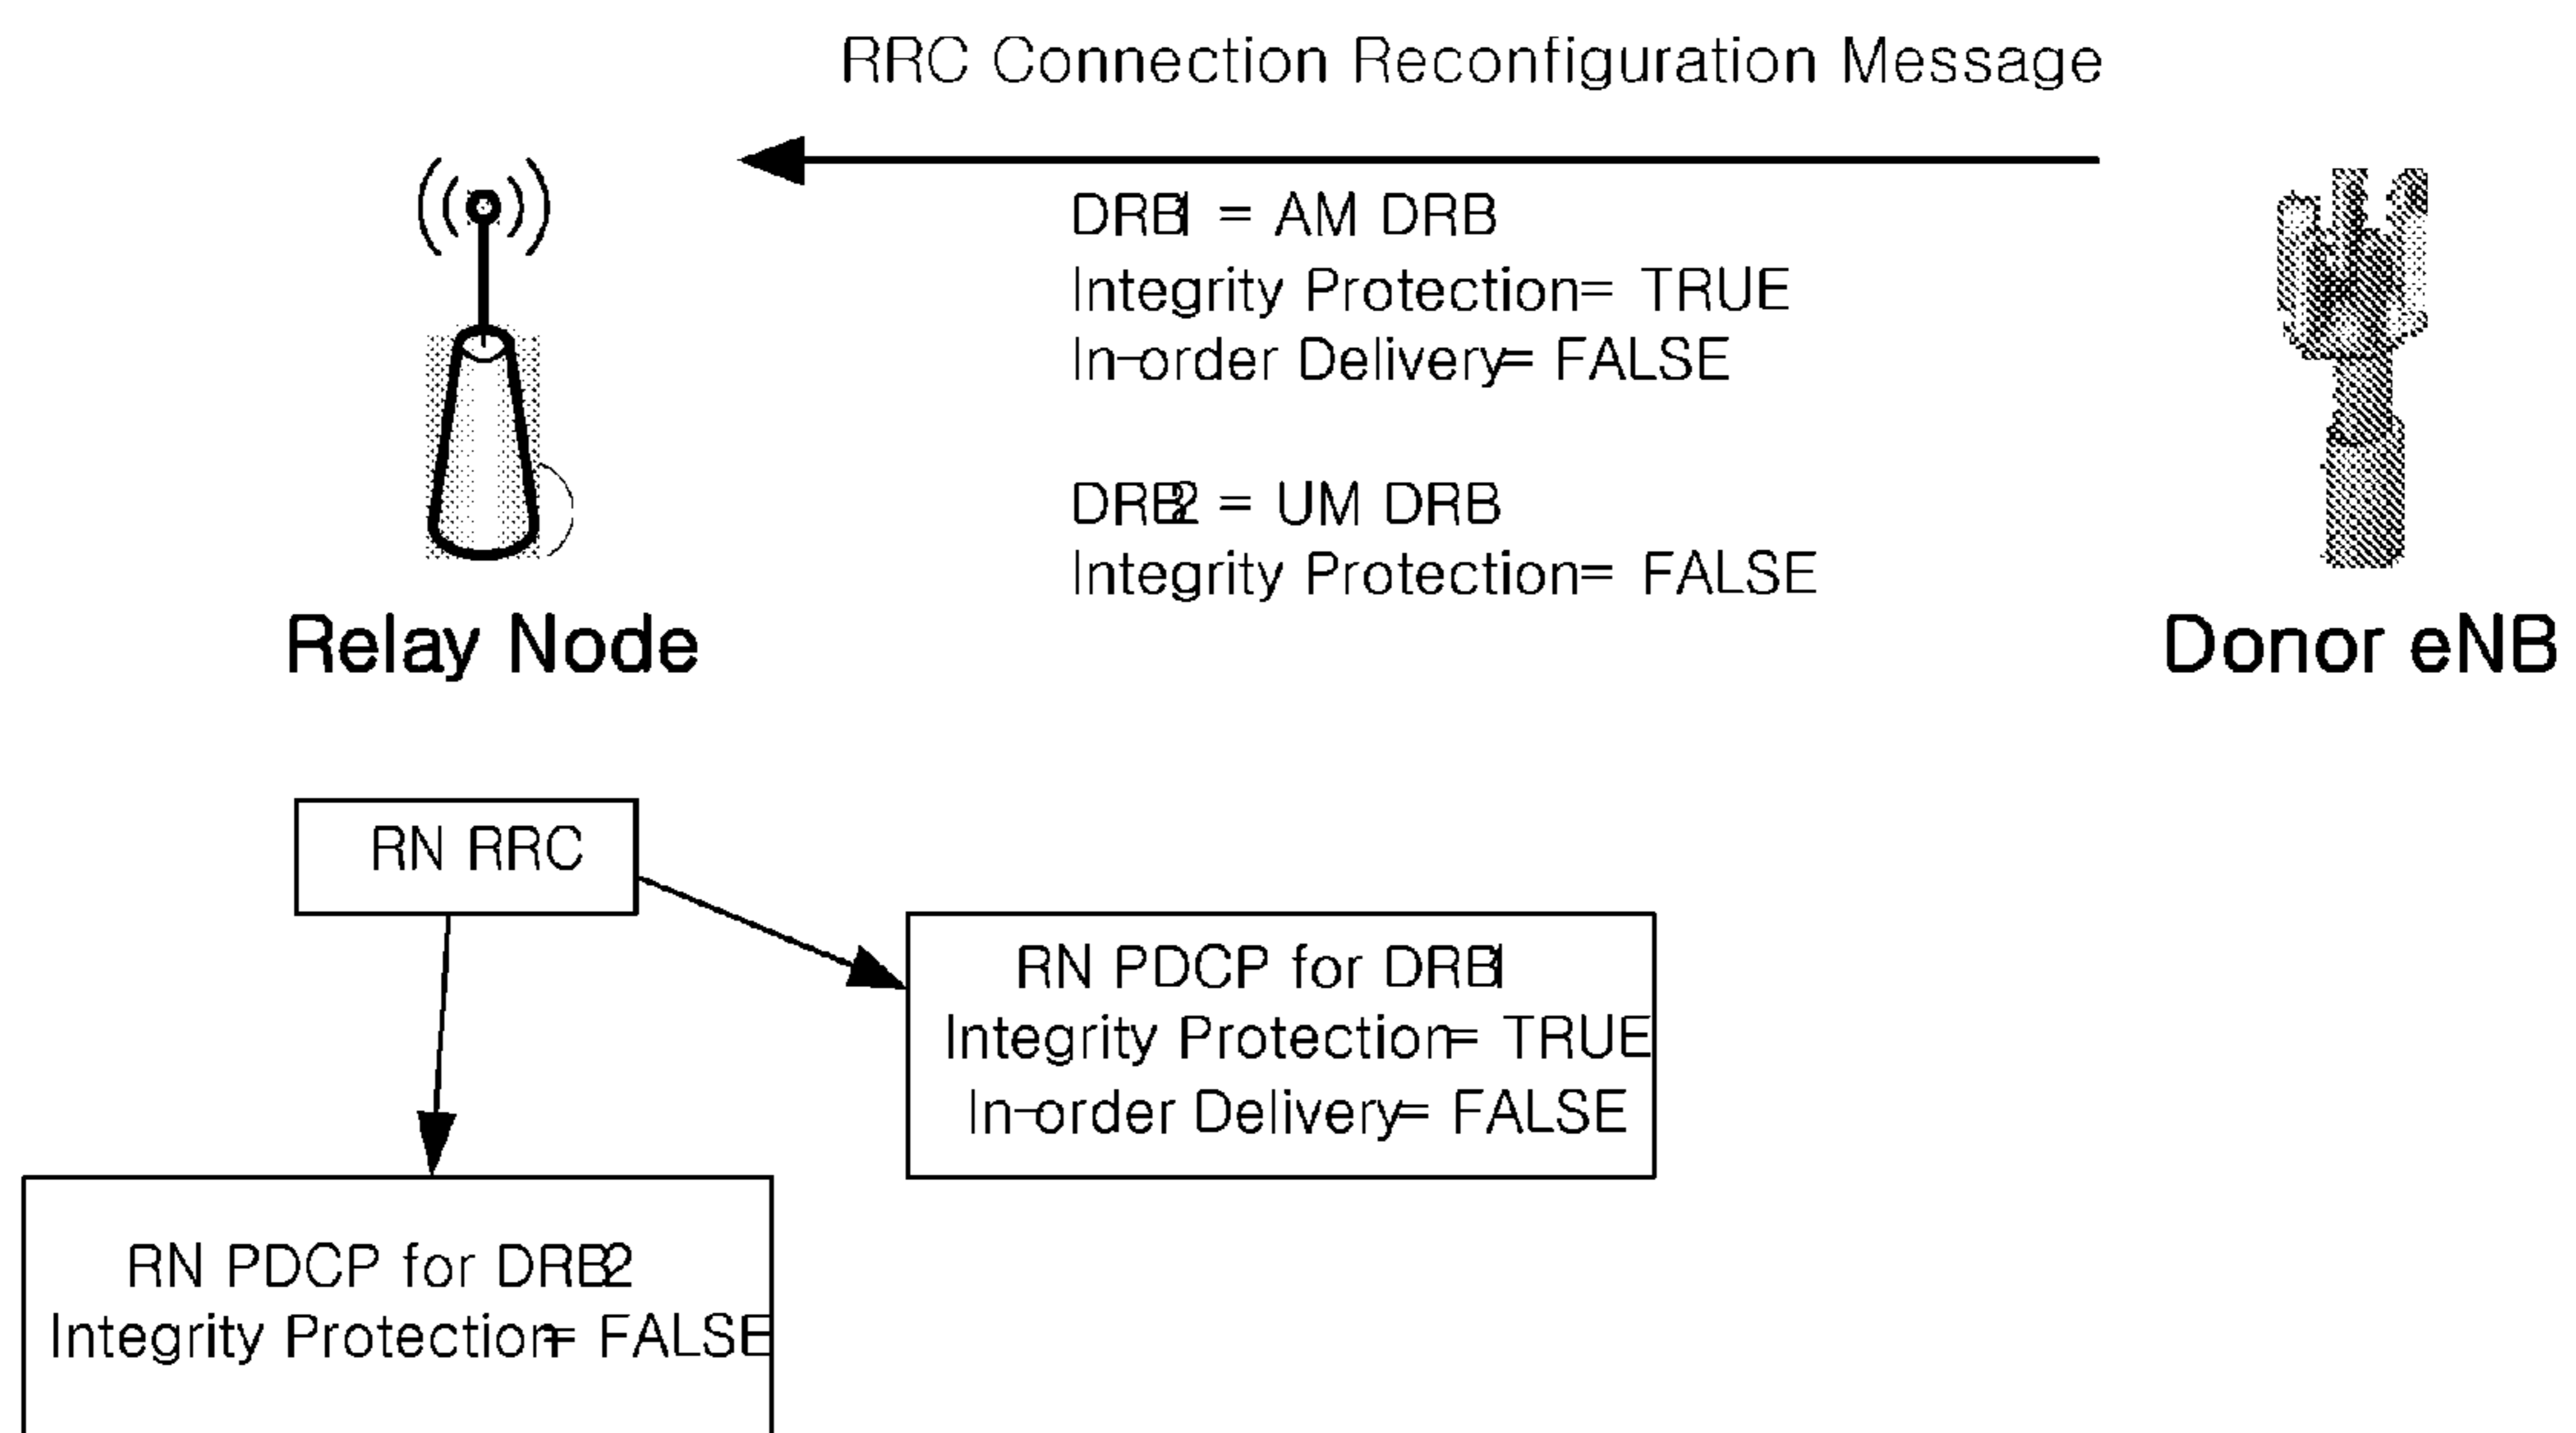 RRC Connection Reconfiguration Message
DRB1 = AM DRB
Integrity Protection= TRUE
In-order Delivery= FALSE
DRB2 = UM DRB
Integrity Protection= FALSE
Relay Node
Donor eNB
RN RRC
RN PDCP for DRB1
Integrity Protection= TRUE
In-order Delivery= FALSE
RN PDCP for DRB2
Integrity Protection= FALSE